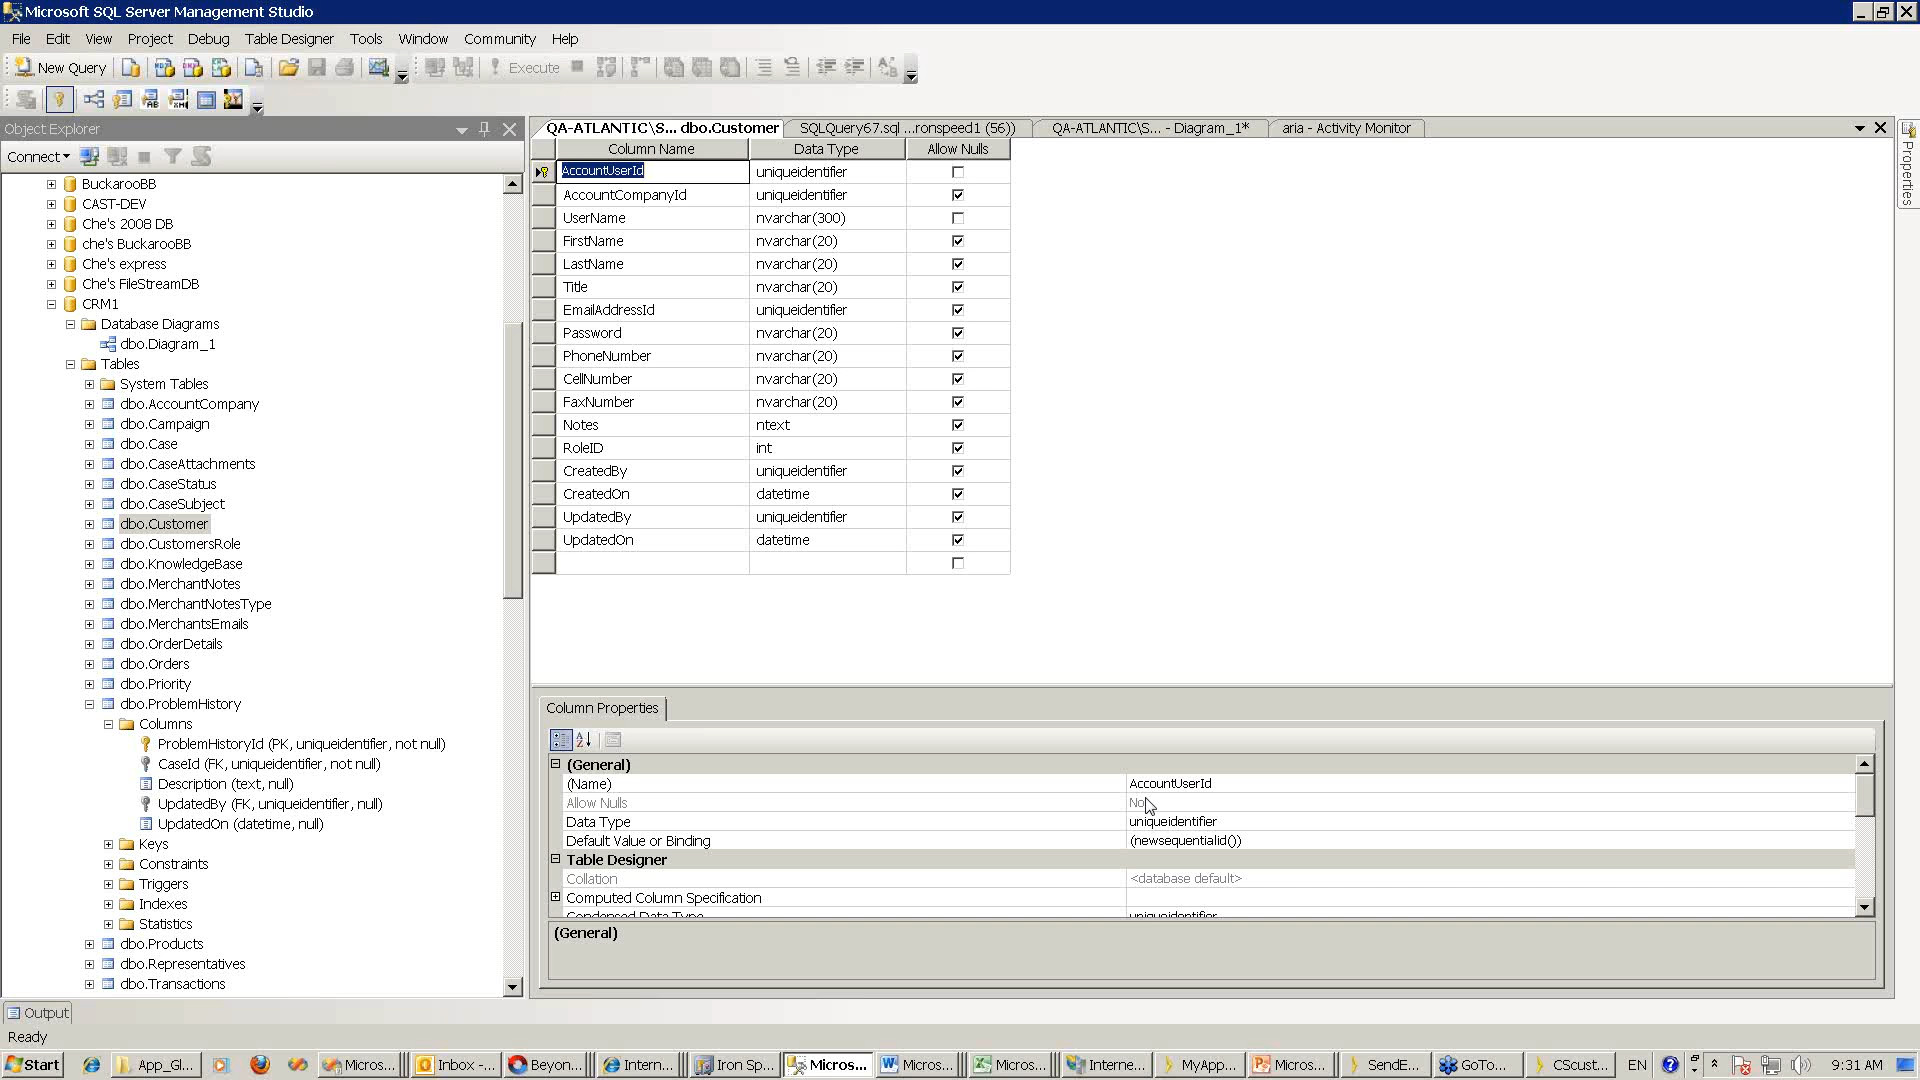 Microsoft SQL Server Management Studio
File Edit View Project Debug Table Designer Tools Window Community Help
New Query Execute
Object Explorer
Connect
BuckarooBB
CAST-DEV
Che's 2008 DB
che's BuckarooBB
Che's express
Che's FileStreamDB
CRM1
Database Diagrams
dbo.Diagram_1
Tables
System Tables
dbo.AccountCompany
dbo.Campaign
dbo.Case
dbo.CaseAttachments
dbo.CaseStatus
dbo.CaseSubject
dbo.Customer
dbo.CustomersRole
dbo.KnowledgeBase
dbo.MerchantNotes
dbo.MerchantNotesType
dbo.MerchantsEmails
dbo.OrderDetails
dbo.Orders
dbo.Priority
dbo.ProblemHistory
Columns
ProblemHistoryId (PK, uniqueidentifier, not null)
CaseId (FK, uniqueidentifier, not null)
Description (text, null)
UpdatedBy (FK, uniqueidentifier, null)
UpdatedOn (datetime, null)
Keys
Constraints
Triggers
Indexes
Statistics
dbo.Products
dbo.Representatives
dbo.Transactions
QA-ATLANTIC\S... dbo.Customer SQLQuery67.sql ...ronspeed1 (56)) QA-ATLANTIC\S... - Diagram_1* aria - Activity Monitor
Column Name Data Type Allow Nulls
AccountUserId uniqueidentifier
AccountCompanyId uniqueidentifier
UserName nvarchar(300)
FirstName nvarchar(20)
LastName nvarchar(20)
Title nvarchar(20)
EmailAddressId uniqueidentifier
Password nvarchar(20)
PhoneNumber nvarchar(20)
CellNumber nvarchar(20)
FaxNumber nvarchar(20)
Notes ntext
RoleID int
CreatedBy uniqueidentifier
CreatedOn datetime
UpdatedBy uniqueidentifier
UpdatedOn datetime
Column Properties
(General)
(Name) AccountUserId
Allow Nulls No
Data Type uniqueidentifier
Default Value or Binding (newsequentialid())
Table Designer
Collation <database default>
Computed Column Specification
Condensed Data Type uniqueidentifier
(General)
Properties
Output
Ready
Start App_Gl... Micros... Inbox -... Beyon... Intern... Iron Sp... Micros... Micros... Micros... Interne... MyApp... Micros... SendE... GoTo... CScust... EN 9:31 AM